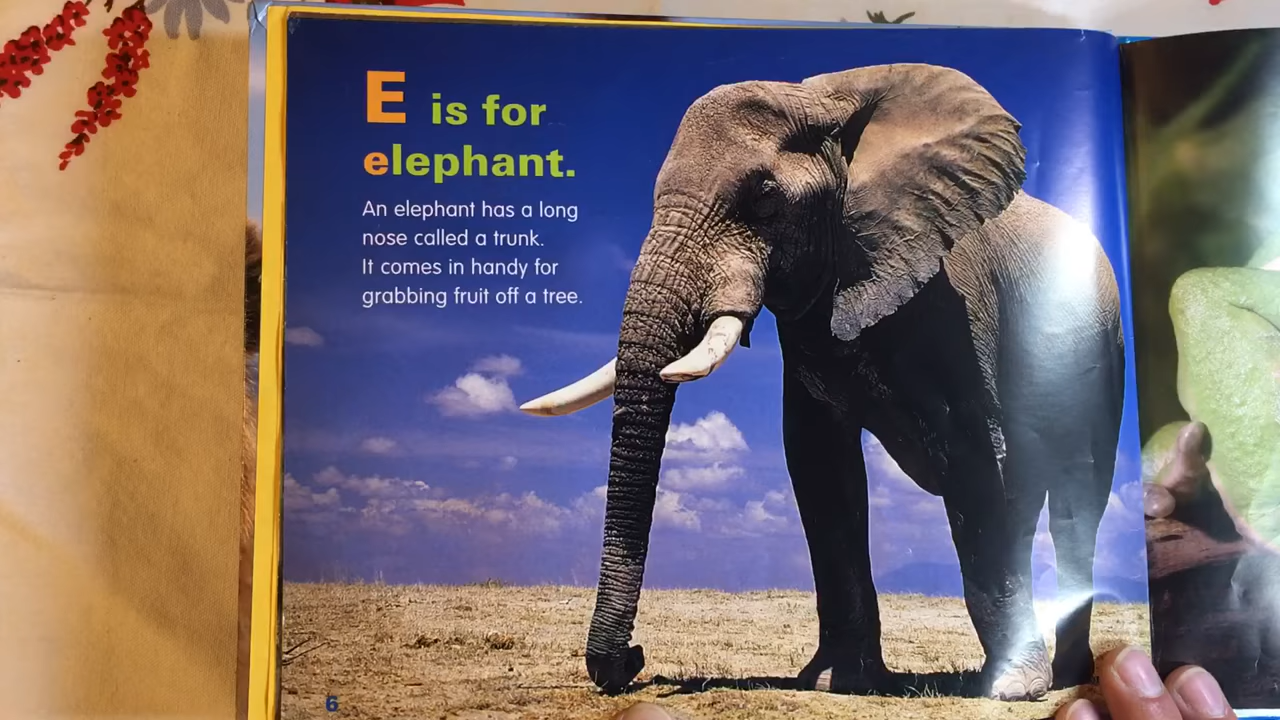 E is for
elephant.
An elephant has a long
nose called a trunk.
It comes in handy for
grabbing fruit off a tree.
6